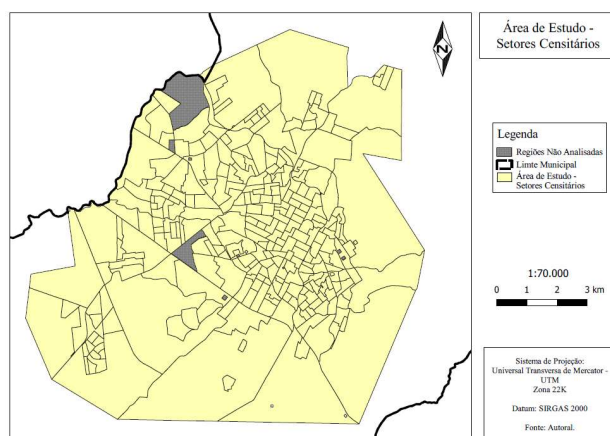 Área de Estudo -
Setores Censitários
N
Legenda
Regiões Não Analisadas
Limte Municipal
Área de Estudo -
Setores Censitários
1:70.000
0 1 2 3 km
Sistema de Projeção:
Universal Transversa de Mercator -
UTM
Zona 22K
Datum: SIRGAS 2000
Fonte: Autoral.